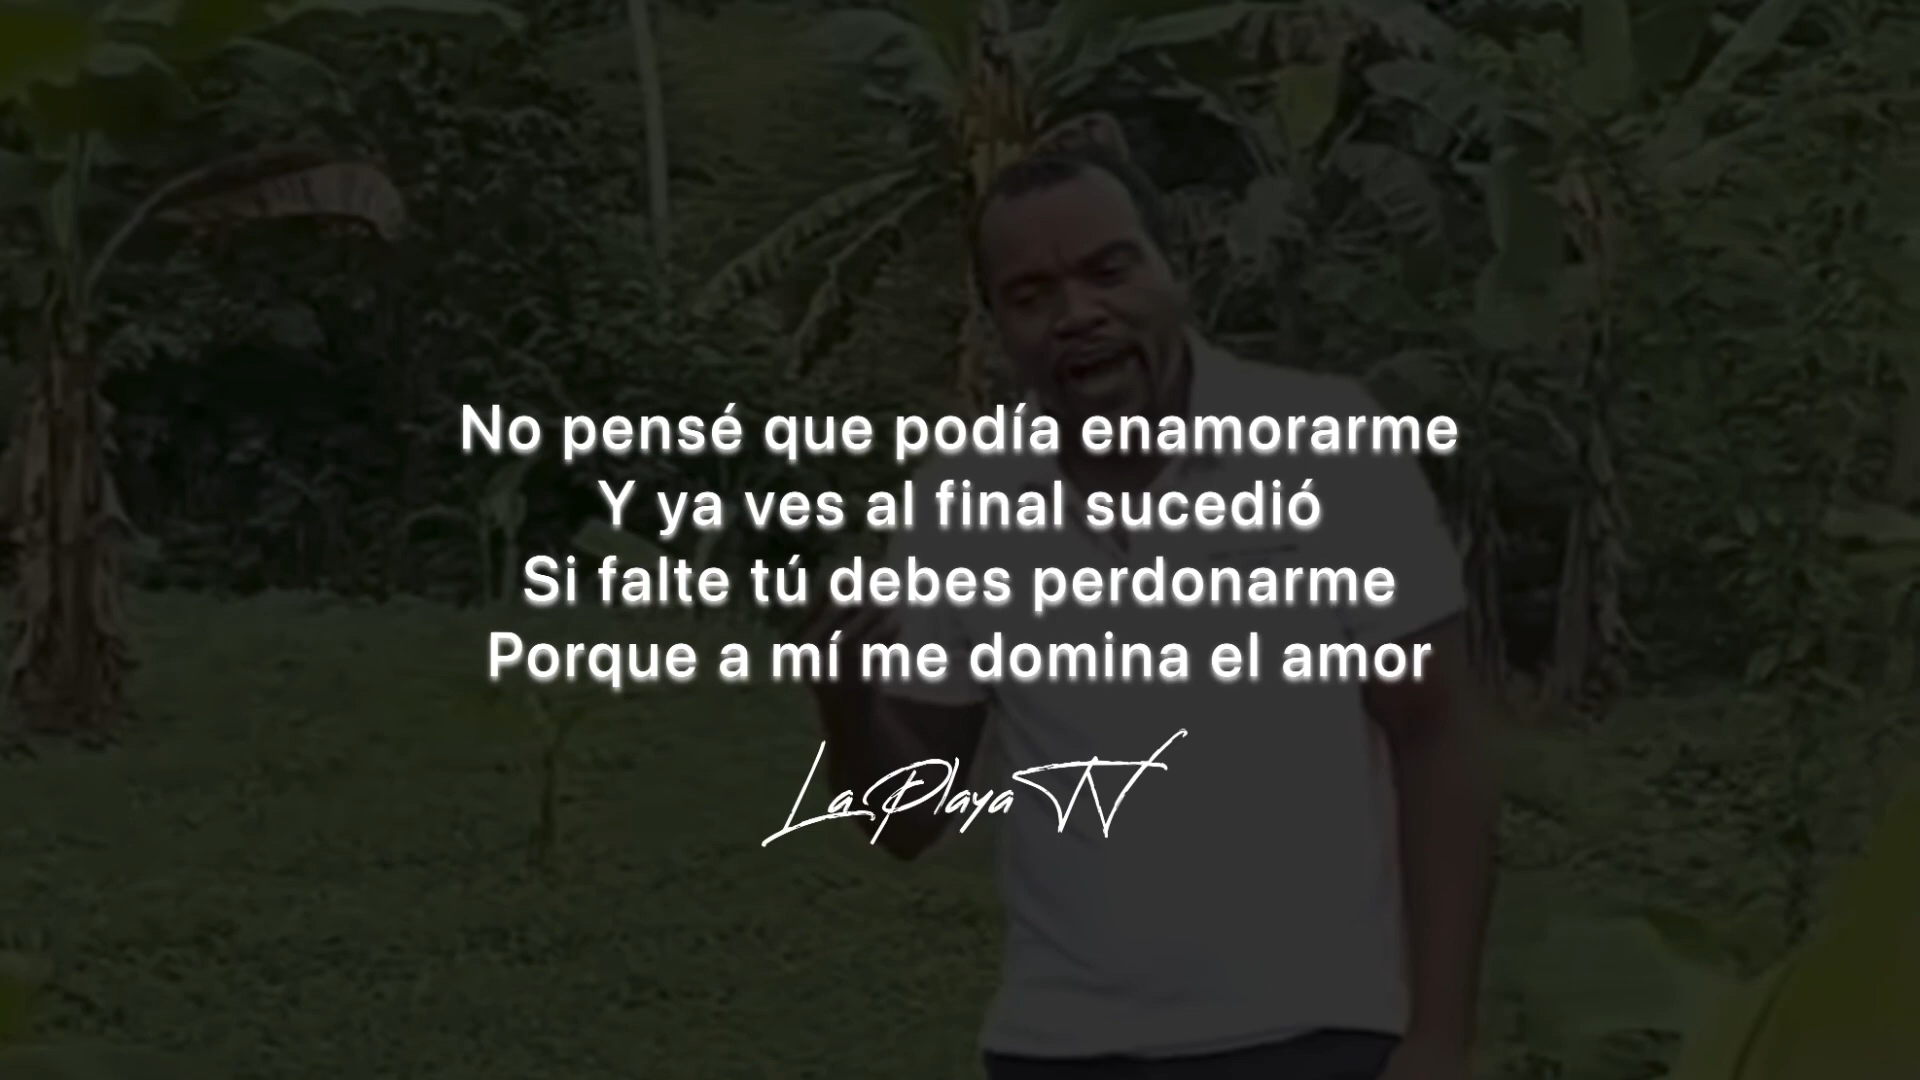 No pensé que podía enamorarme
Y ya ves al final sucedió
Si falte tú debes perdonarme
Porque a mí me domina el amor
La Playa TV